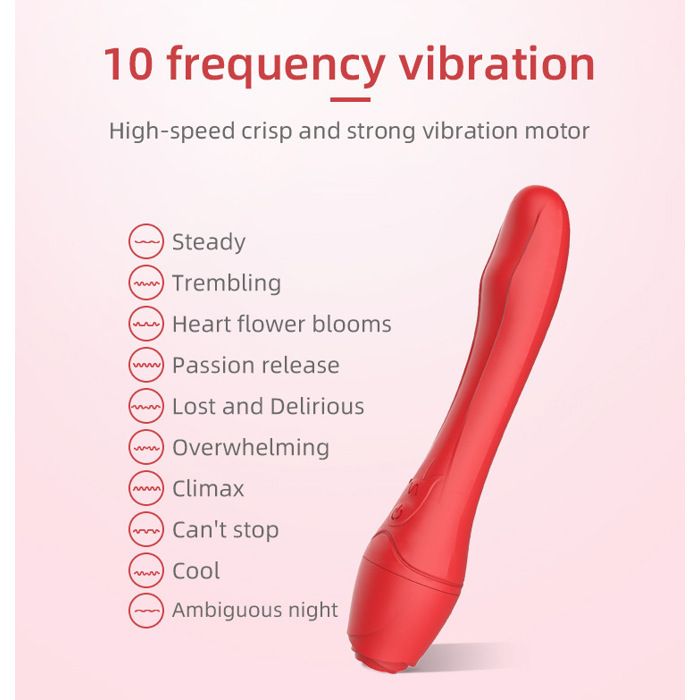 10 frequency vibration
High-speed crisp and strong vibration motor
Steady
Trembling
Heart flower blooms
Passion release
Lost and Delirious
Overwhelming
Climax
Can't stop
Cool
Ambiguous night